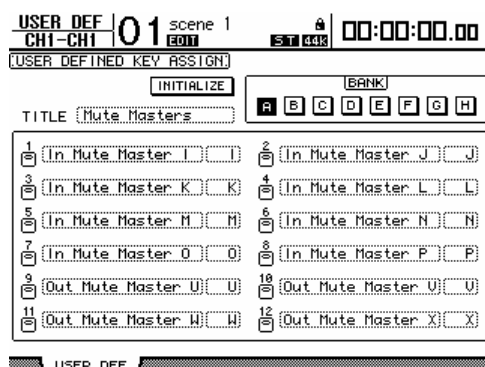 USER DEF 01 scene 1 00:00:00.00
CH1-CH1 EDIT ST 44k
USER DEFINED KEY ASSIGN
INITIALIZE BANK
TITLE Mute Masters A B C D E F G H
1 In Mute Master I I 2 In Mute Master J J
3 In Mute Master K K 4 In Mute Master L L
5 In Mute Master M M 6 In Mute Master N N
7 In Mute Master O O 8 In Mute Master P P
9 Out Mute Master U U 10 Out Mute Master V V
11 Out Mute Master W W 12 Out Mute Master X X
USER DEF